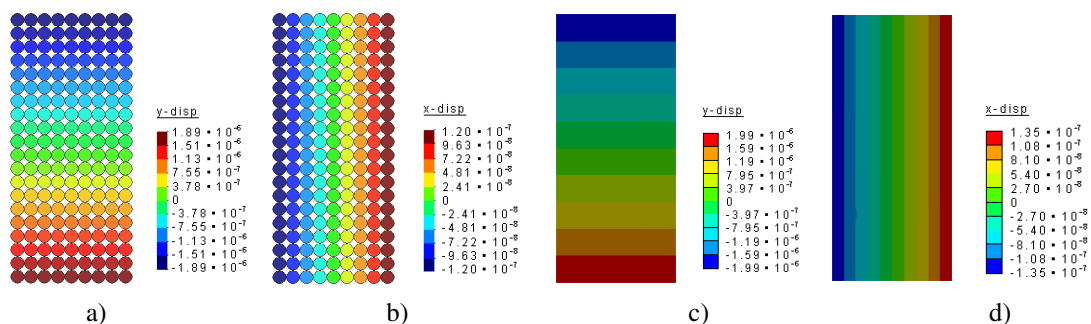 y-disp
1.89 · 10⁻⁶
1.51 · 10⁻⁶
1.13 · 10⁻⁶
7.55 · 10⁻⁷
3.78 · 10⁻⁷
0
-3.78 · 10⁻⁷
-7.55 · 10⁻⁷
-1.13 · 10⁻⁶
-1.51 · 10⁻⁶
-1.89 · 10⁻⁶
a)
x-disp
1.20 · 10⁻⁷
9.63 · 10⁻⁸
7.22 · 10⁻⁸
4.81 · 10⁻⁸
2.41 · 10⁻⁸
0
-2.41 · 10⁻⁸
-4.81 · 10⁻⁸
-7.22 · 10⁻⁸
-9.63 · 10⁻⁸
-1.20 · 10⁻⁷
b)
y-disp
1.99 · 10⁻⁶
1.59 · 10⁻⁶
1.19 · 10⁻⁶
7.95 · 10⁻⁷
3.97 · 10⁻⁷
0
-3.97 · 10⁻⁷
-7.95 · 10⁻⁷
-1.19 · 10⁻⁶
-1.59 · 10⁻⁶
-1.99 · 10⁻⁶
c)
x-disp
1.35 · 10⁻⁷
1.08 · 10⁻⁷
8.10 · 10⁻⁸
5.40 · 10⁻⁸
2.70 · 10⁻⁸
0
-2.70 · 10⁻⁸
-5.40 · 10⁻⁸
-8.10 · 10⁻⁸
-1.08 · 10⁻⁷
-1.35 · 10⁻⁷
d)